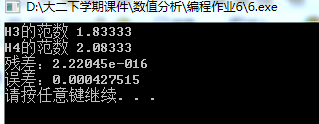 D:\大二下学期课件\数值分析\编程作业6\6.exe
H3的范数 1.83333
H4的范数 2.08333
残差：2.22045e-016
误差：0.000427515
请按任意键继续. . .